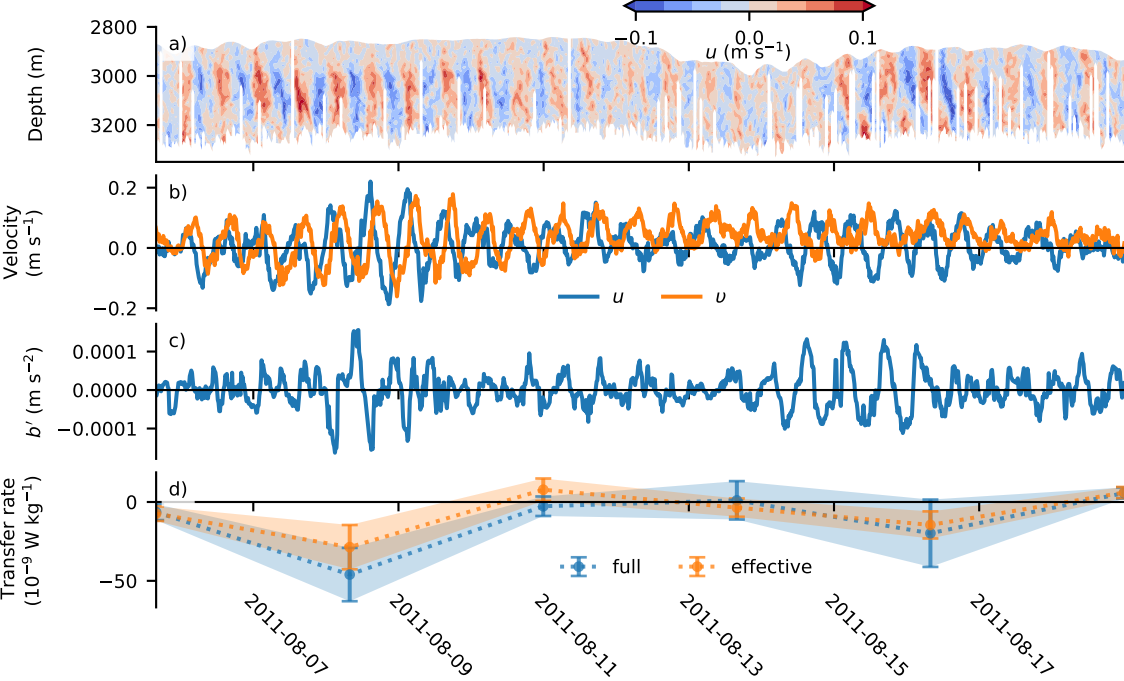 −0.1 0.0 0.1
u (m s⁻¹)
a)
2800
3000
3200
Depth (m)
b)
0.2
0.0
−0.2
Velocity
(m s⁻¹)
u υ
c)
0.0001
0.0000
−0.0001
b′ (m s⁻²)
d)
0
−50
Transfer rate
(10⁻⁹ W kg⁻¹)
full effective
2011-08-07
2011-08-09
2011-08-11
2011-08-13
2011-08-15
2011-08-17